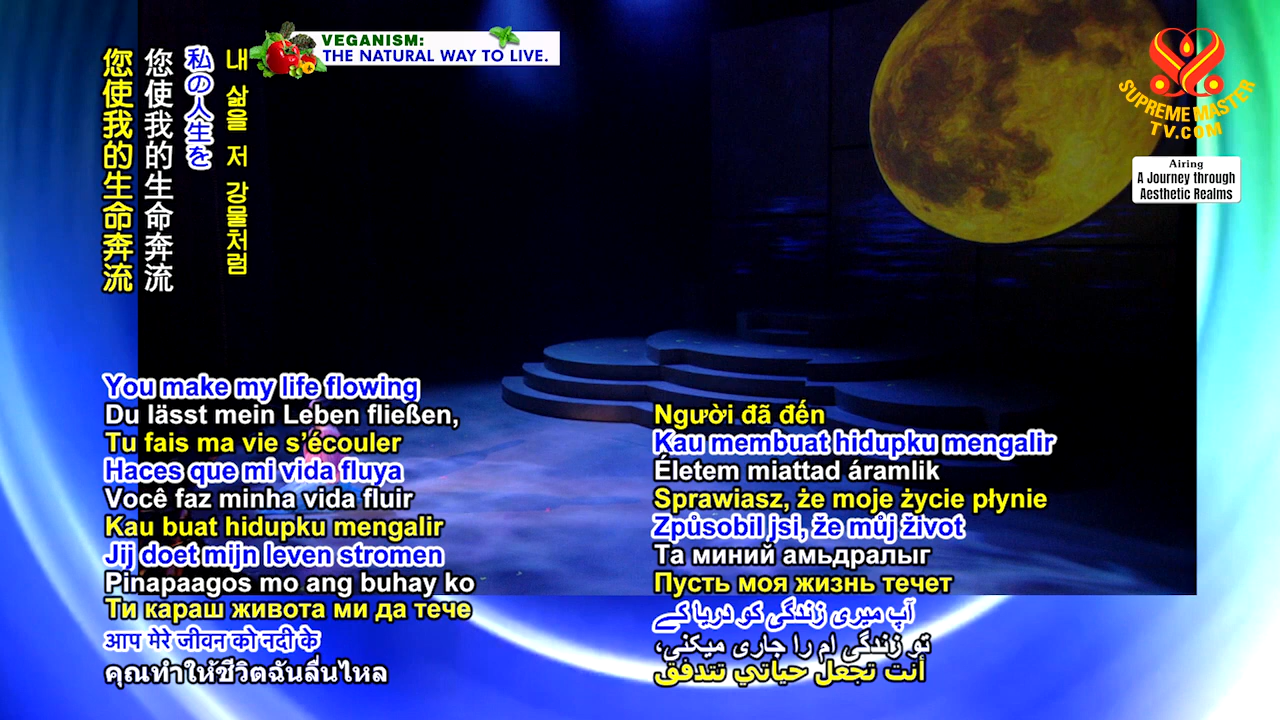 VEGANISM:
THE NATURAL WAY TO LIVE.
SUPREME MASTER
TV.COM
Airing
A Journey through
Aesthetic Realms
您使我的生命奔流
您使我的生命奔流
私の人生を
내 삶을 저 강물처럼
You make my life flowing
Du lässt mein Leben fließen,
Tu fais ma vie s’écouler
Haces que mi vida fluya
Você faz minha vida fluir
Kau buat hidupku mengalir
Jij doet mijn leven stromen
Pinapaagos mo ang buhay ko
Ти караш живота ми да тече
आप मेरे जीवन को नदी के
คุณทำให้ชีวิตฉันลื่นไหล
Người đã đến
Kau membuat hidupku mengalir
Életem miattad áramlik
Sprawiasz, że moje życie płynie
Způsobil jsi, že můj život
Та миний амьдралыг
Пусть моя жизнь течет
آپ میری زندگی کو دریا کے
تو زندگی ام را جاری میکنی،
أنت تجعل حياتي تتدفق